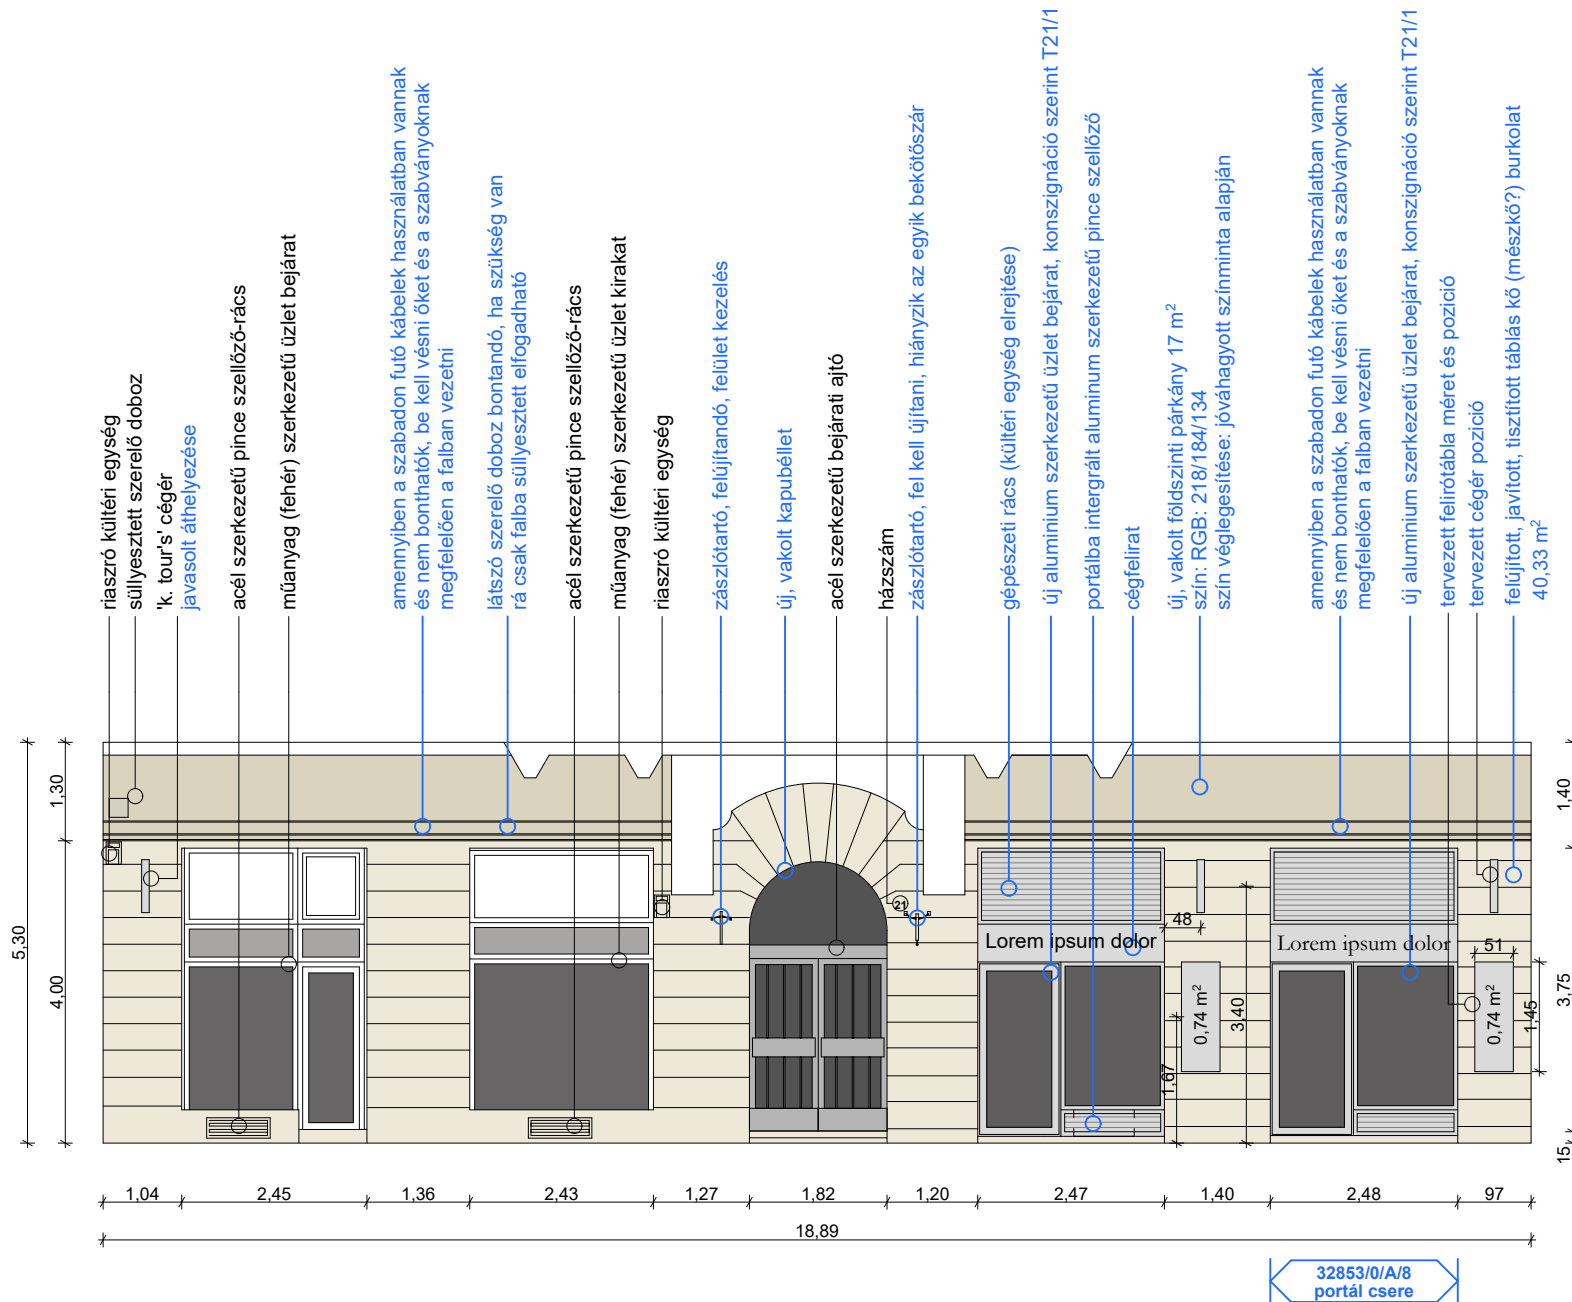 riaszró kültéri egység
süllyesztett szerelő doboz
'k. tour's' cégér
javasolt áthelyezése
acél szerkezetű pince szellőző-rács
műanyag (fehér) szerkezetű üzlet bejárat
amennyiben a szabadon futó kábelek használatban vannak
és nem bonthatók, be kell vésni őket és a szabványoknak
megfelelően a falban vezetni
látszó szerelő doboz bontandó, ha szükség van
rá csak falba süllyesztett elfogadható
acél szerkezetű pince szellőző-rács
műanyag (fehér) szerkezetű üzlet kirakat
riaszró kültéri egység
zászlótartó, felújítandó, felület kezelés
új, vakolt kapubéllet
acél szerkezetű bejárati ajtó
házszám
zászlótartó, fel kell újítani, hiányzik az egyik bekötőszár
gépészeti rács (kültéri egység elrejtése)
új aluminium szerkezetű üzlet bejárat, konszignáció szerint T21/1
portálba intergrált aluminum szerkezetű pince szellőző
cégfelirat
új, vakolt földszinti párkány 17 m²
szín: RGB: 218/184/134
szín véglegesítése: jóváhagyott színminta alapján
amennyiben a szabadon futó kábelek használatban vannak
és nem bonthatók, be kell vésni őket és a szabványoknak
megfelelően a falban vezetni
új aluminium szerkezetű üzlet bejárat, konszignáció szerint T21/1
tervezett felirótábla méret és pozició
tervezett cégér pozició
felújított, javított, tisztított táblás kő (mészkő?) burkolat
40,33 m²
5,30
1,30
4,00
21
Lorem ipsum dolor
48
0,74 m²
1,67
3,40
Lorem ipsum dolor
51
0,74 m²
1,45
1,40
3,75
15
1,04
2,45
1,36
2,43
1,27
1,82
1,20
2,47
1,40
2,48
97
18,89
32853/0/A/8
portál csere